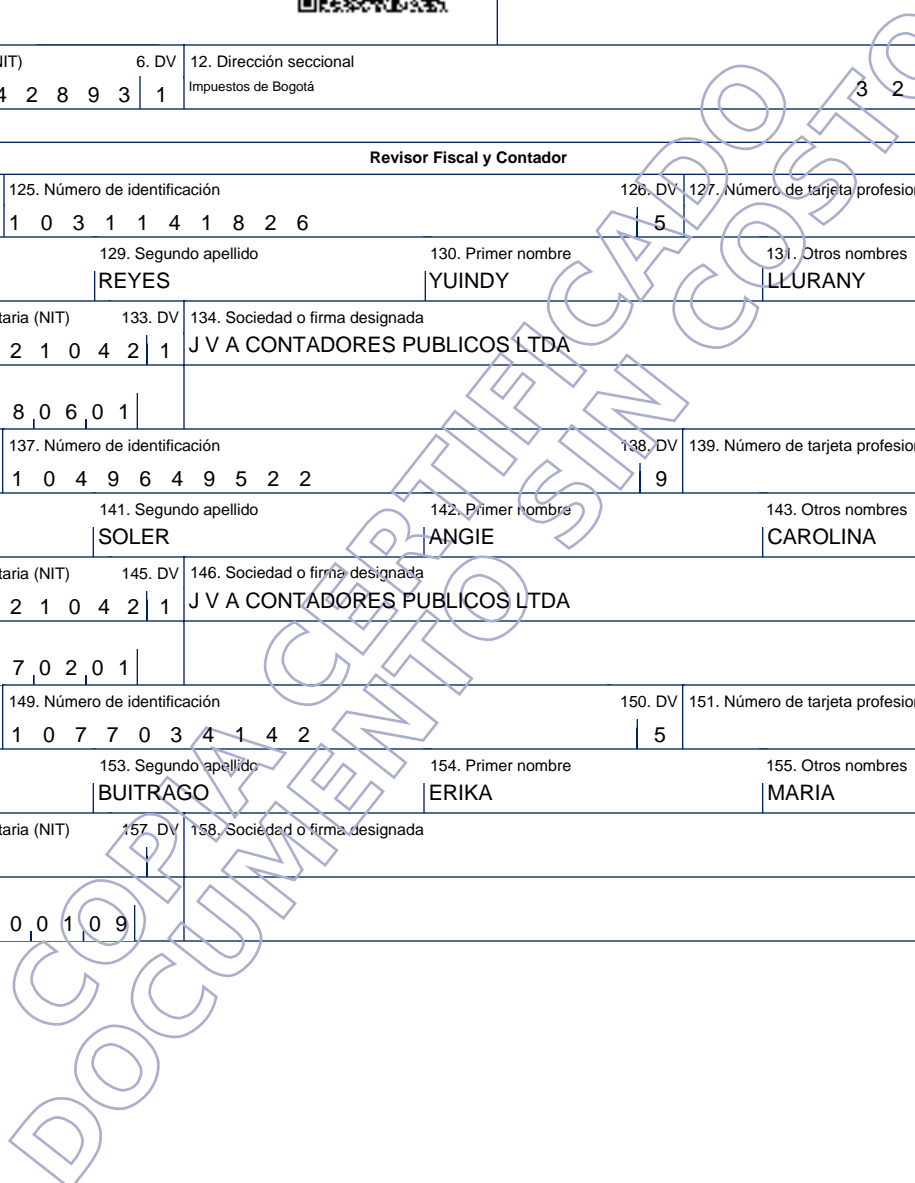 NIT) 6. DV 12. Dirección seccional
4 2 8 9 3 1 Impuestos de Bogotá 3 2
Revisor Fiscal y Contador
125. Número de identificación 126. DV 127. Número de tarjeta profesion
1 0 3 1 1 4 1 8 2 6 5
129. Segundo apellido 130. Primer nombre 131. Otros nombres
REYES YUINDY LLURANY
taria (NIT) 133. DV 134. Sociedad o firma designada
2 1 0 4 2 1 J V A CONTADORES PUBLICOS LTDA
8 0 6 0 1
137. Número de identificación 138. DV 139. Número de tarjeta profesion
1 0 4 9 6 4 9 5 2 2 9
141. Segundo apellido 142. Primer nombre 143. Otros nombres
SOLER ANGIE CAROLINA
taria (NIT) 145. DV 146. Sociedad o firma designada
2 1 0 4 2 1 J V A CONTADORES PUBLICOS LTDA
7 0 2 0 1
149. Número de identificación 150. DV 151. Número de tarjeta profesion
1 0 7 7 0 3 4 1 4 2 5
153. Segundo apellido 154. Primer nombre 155. Otros nombres
BUITRAGO ERIKA MARIA
taria (NIT) 157. DV 158. Sociedad o firma designada
0 0 1 0 9
COPIA CERTIFICADO
DOCUMENTO SIN COSTO